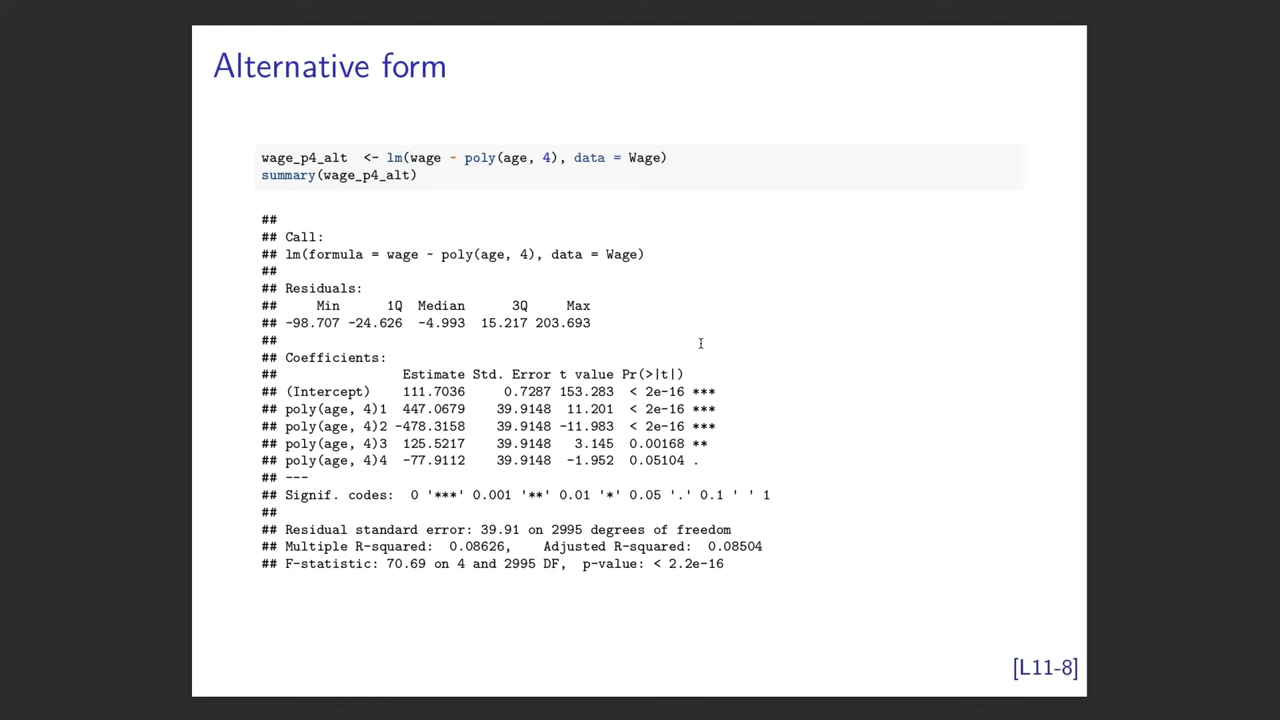 Alternative form
wage_p4_alt  <- lm(wage ~ poly(age, 4), data = Wage)
summary(wage_p4_alt)
##
## Call:
## lm(formula = wage ~ poly(age, 4), data = Wage)
##
## Residuals:
##     Min      1Q  Median      3Q     Max
## -98.707 -24.626  -4.993  15.217 203.693
##
## Coefficients:
##                Estimate Std. Error t value Pr(>|t|)
## (Intercept)    111.7036     0.7287 153.283  < 2e-16 ***
## poly(age, 4)1  447.0679    39.9148  11.201  < 2e-16 ***
## poly(age, 4)2 -478.3158    39.9148 -11.983  < 2e-16 ***
## poly(age, 4)3  125.5217    39.9148   3.145  0.00168 **
## poly(age, 4)4  -77.9112    39.9148  -1.952  0.05104 .
## ---
## Signif. codes:  0 '***' 0.001 '**' 0.01 '*' 0.05 '.' 0.1 ' ' 1
##
## Residual standard error: 39.91 on 2995 degrees of freedom
## Multiple R-squared:  0.08626,    Adjusted R-squared:  0.08504
## F-statistic: 70.69 on 4 and 2995 DF,  p-value: < 2.2e-16
[L11-8]